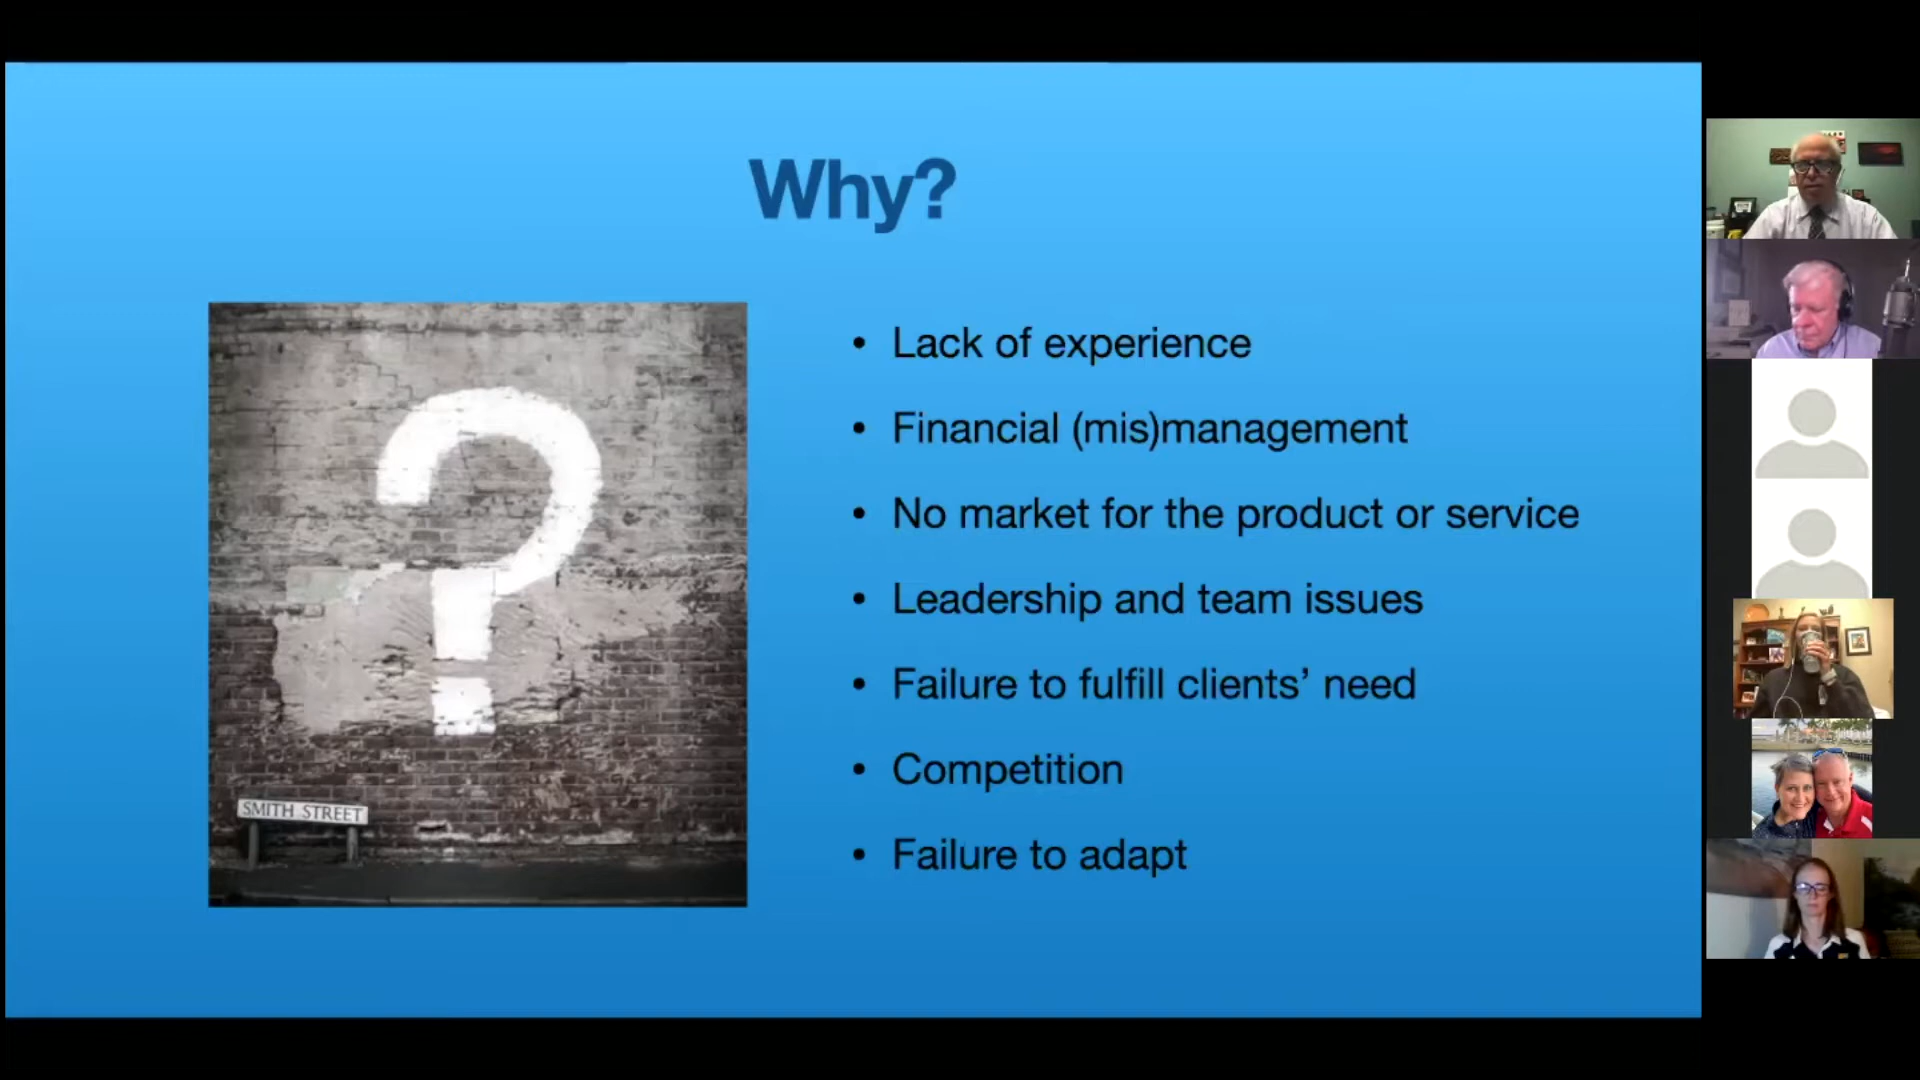 Why?
• Lack of experience
• Financial (mis)management
• No market for the product or service
• Leadership and team issues
• Failure to fulfill clients’ need
• Competition
• Failure to adapt
SMITH STREET